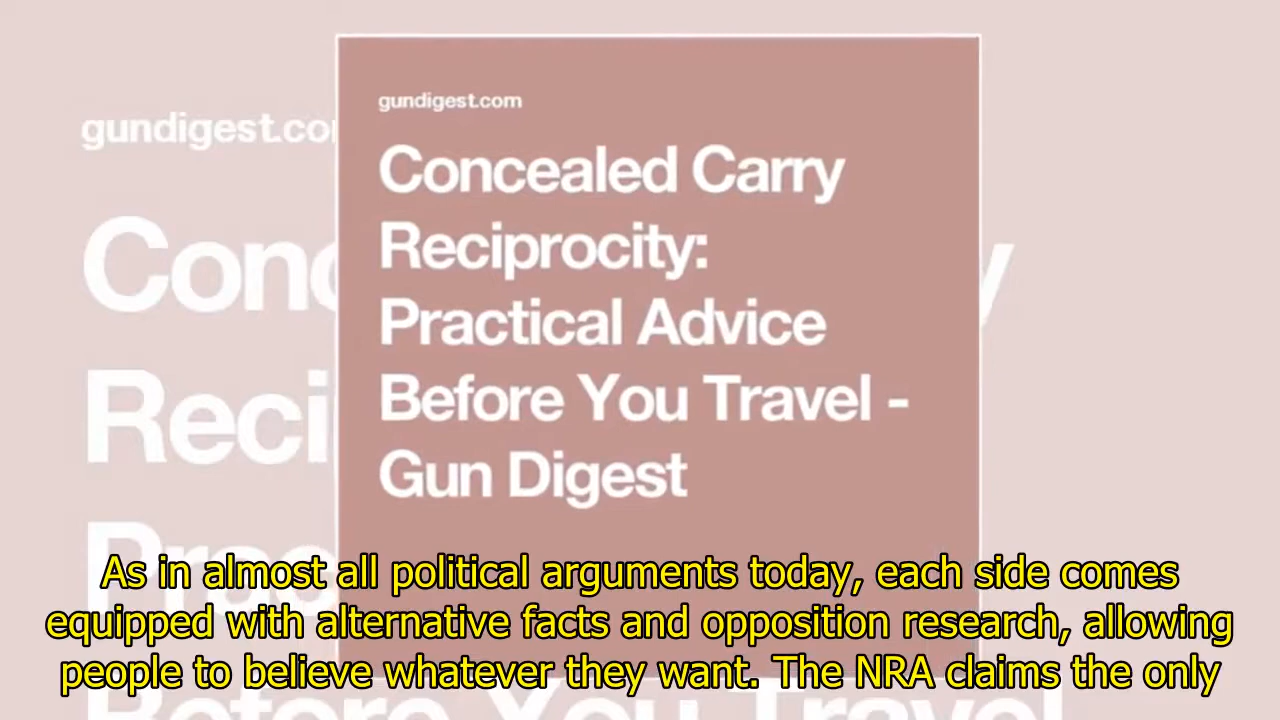 gundigest.com
Concealed Carry
Reciprocity:
Practical Advice
Before You Travel -
Gun Digest
As in almost all political arguments today, each side comes
equipped with alternative facts and opposition research, allowing
people to believe whatever they want. The NRA claims the only